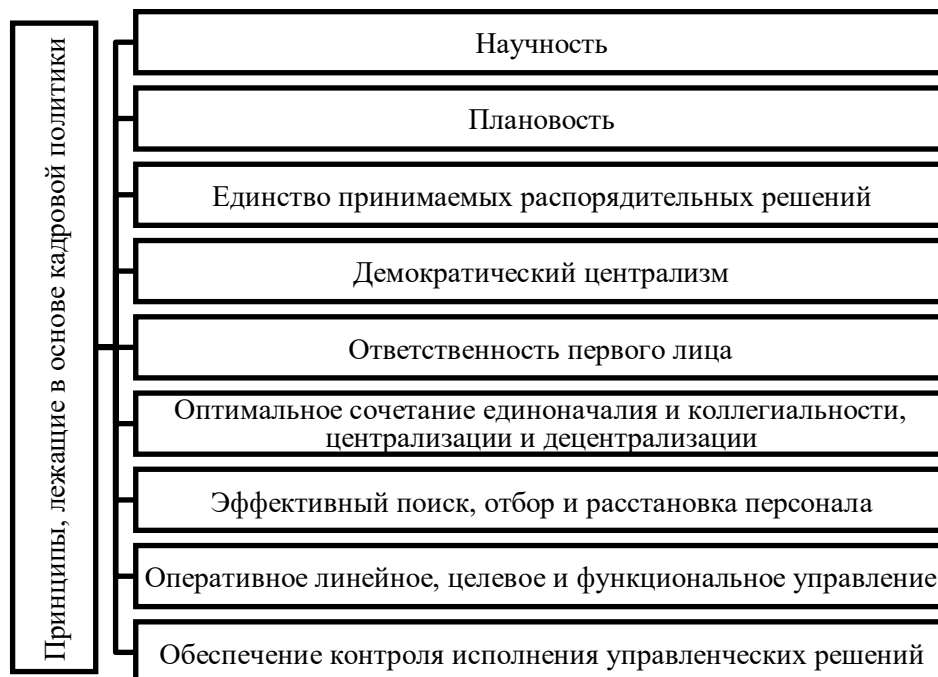 Принципы, лежащие в основе кадровой политики
Научность
Плановость
Единство принимаемых распорядительных решений
Демократический централизм
Ответственность первого лица
Оптимальное сочетание единоначалия и коллегиальности,
централизации и децентрализации
Эффективный поиск, отбор и расстановка персонала
Оперативное линейное, целевое и функциональное управление
Обеспечение контроля исполнения управленческих решений